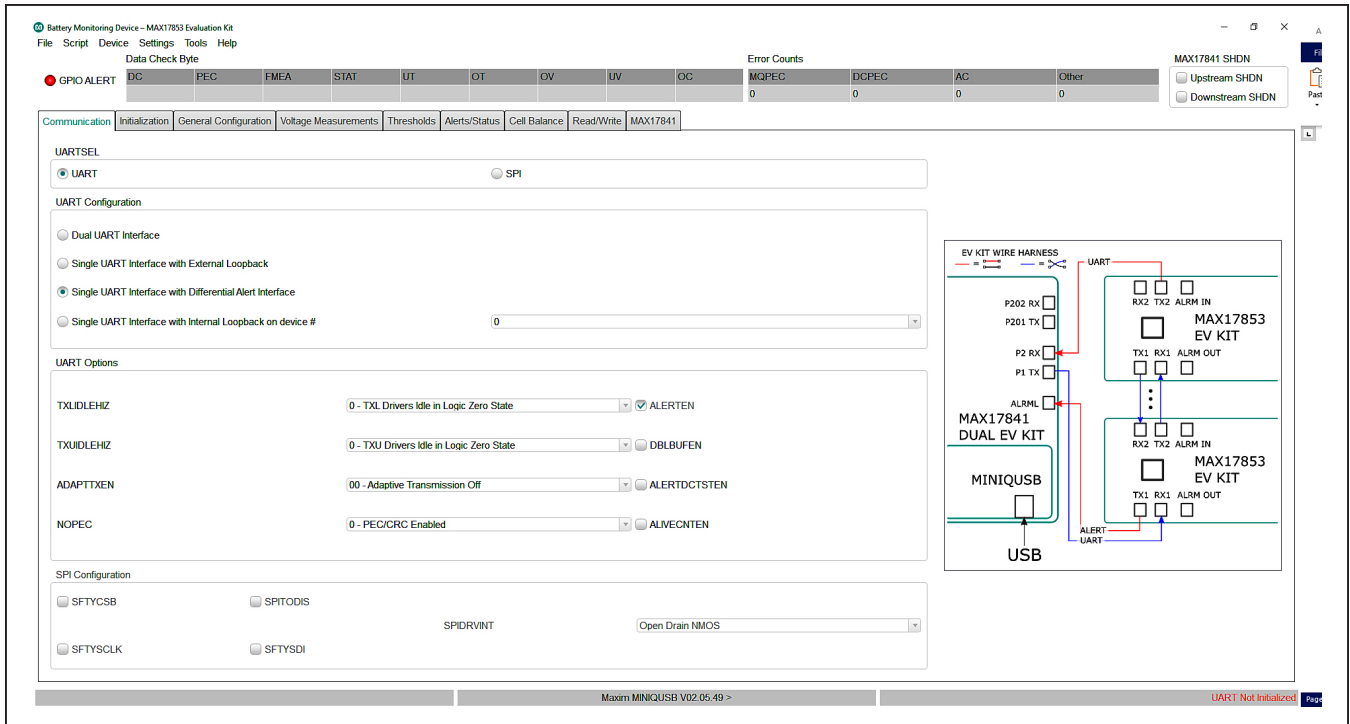 Battery Monitoring Device – MAX17853 Evaluation Kit
File Script Device Settings Tools Help
Data Check Byte
Error Counts
MAX17841 SHDN
GPIO ALERT
DC PEC FMEA STAT UT OT OV UV OC
MQPEC DCPEC AC Other
0 0 0 0
Upstream SHDN
Downstream SHDN
Communication Initialization General Configuration Voltage Measurements Thresholds Alerts/Status Cell Balance Read/Write MAX17841
UARTSEL
UART SPI
UART Configuration
Dual UART Interface
Single UART Interface with External Loopback
Single UART Interface with Differential Alert Interface
Single UART Interface with Internal Loopback on device # 0
UART Options
TXLIDLEHIZ 0 - TXL Drivers Idle in Logic Zero State ALERTEN
TXUIDLEHIZ 0 - TXU Drivers Idle in Logic Zero State DBLBUFEN
ADAPTTXEN 00 - Adaptive Transmission Off ALERTDCTSTEN
NOPEC 0 - PEC/CRC Enabled ALIVECNTEN
SPI Configuration
SFTYCSB SPITODIS
SPIDRVINT Open Drain NMOS
SFTYSCLK SFTYSDI
EV KIT WIRE HARNESS
= =
UART
P202 RX
P201 TX
P2 RX
P1 TX
ALRML
MAX17841
DUAL EV KIT
MINIQUSB
USB
RX2 TX2 ALRM IN
MAX17853
EV KIT
TX1 RX1 ALRM OUT
RX2 TX2 ALRM IN
MAX17853
EV KIT
TX1 RX1 ALRM OUT
ALERT
UART
Maxim MINIQUSB V02.05.49 >
UART Not Initialized
A
Fil
Past
L
Page